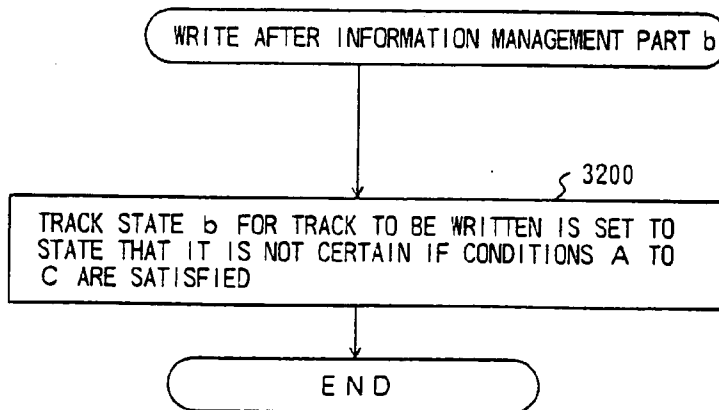 WRITE AFTER INFORMATION MANAGEMENT PART b
3200
TRACK STATE b FOR TRACK TO BE WRITTEN IS SET TO
STATE THAT IT IS NOT CERTAIN IF CONDITIONS A TO
C ARE SATISFIED
END